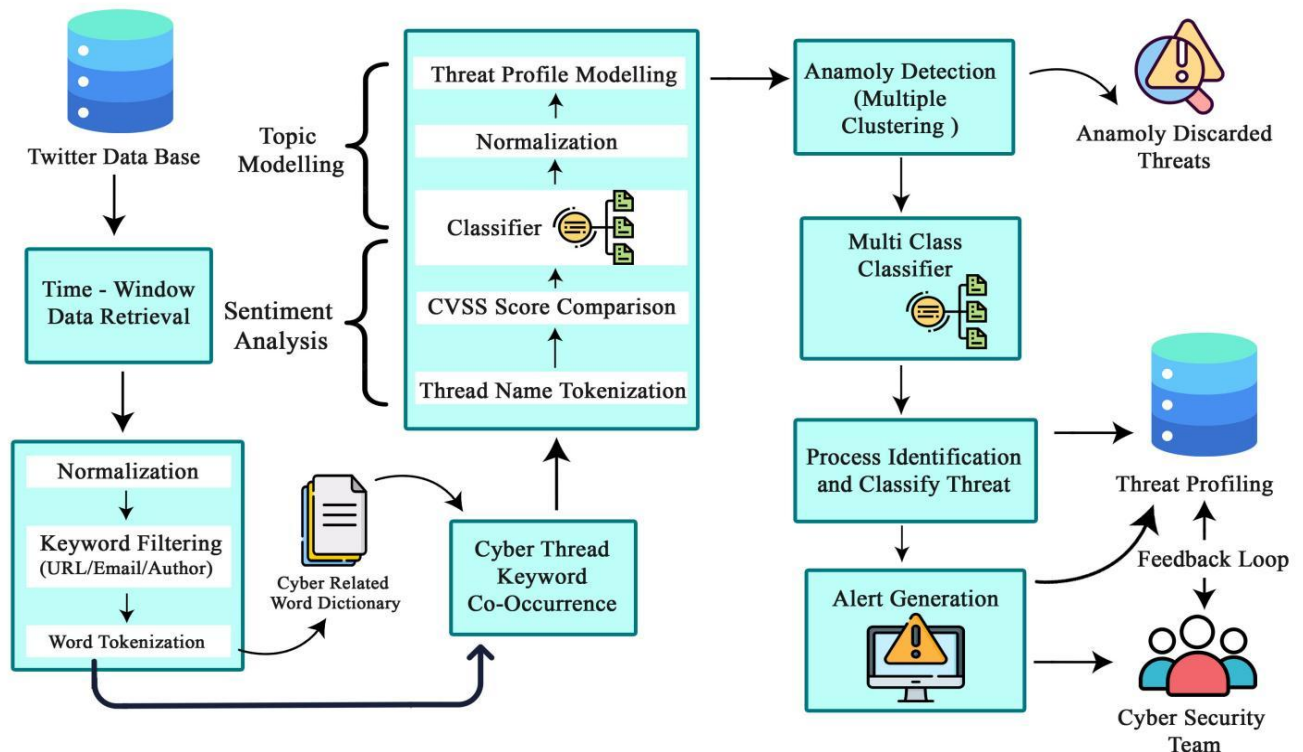 Twitter Data Base
Time - Window
Data Retrieval
Normalization
Keyword Filtering
(URL/Email/Author)
Word Tokenization
Cyber Related
Word Dictionary
Cyber Thread
Keyword
Co-Occurrence
Topic
Modelling
Sentiment
Analysis
Threat Profile Modelling
Normalization
Classifier
CVSS Score Comparison
Thread Name Tokenization
Anamoly Detection
(Multiple
Clustering )
Anamoly Discarded
Threats
Multi Class
Classifier
Process Identification
and Classify Threat
Threat Profiling
Feedback Loop
Alert Generation
Cyber Security
Team